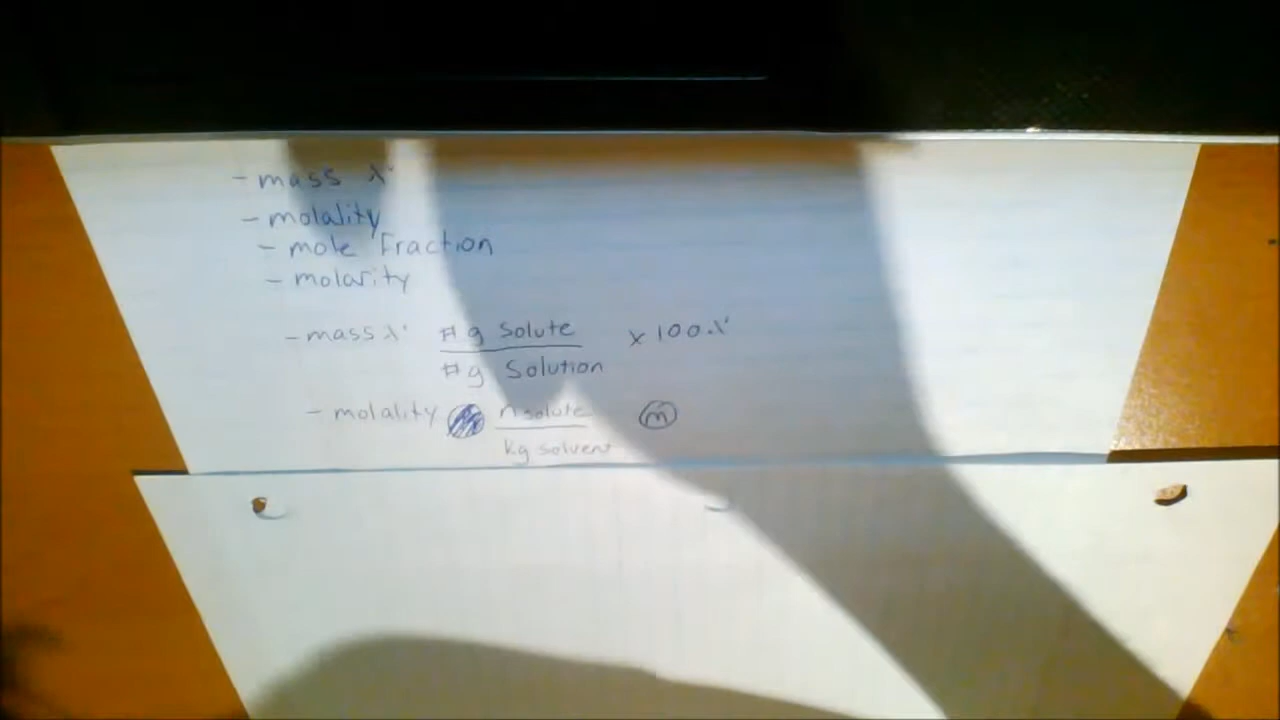 - mass %
- molality
- mole fraction
- molarity
- mass % # g solute x 100%
# g solution
- molality n solute m
kg solvent